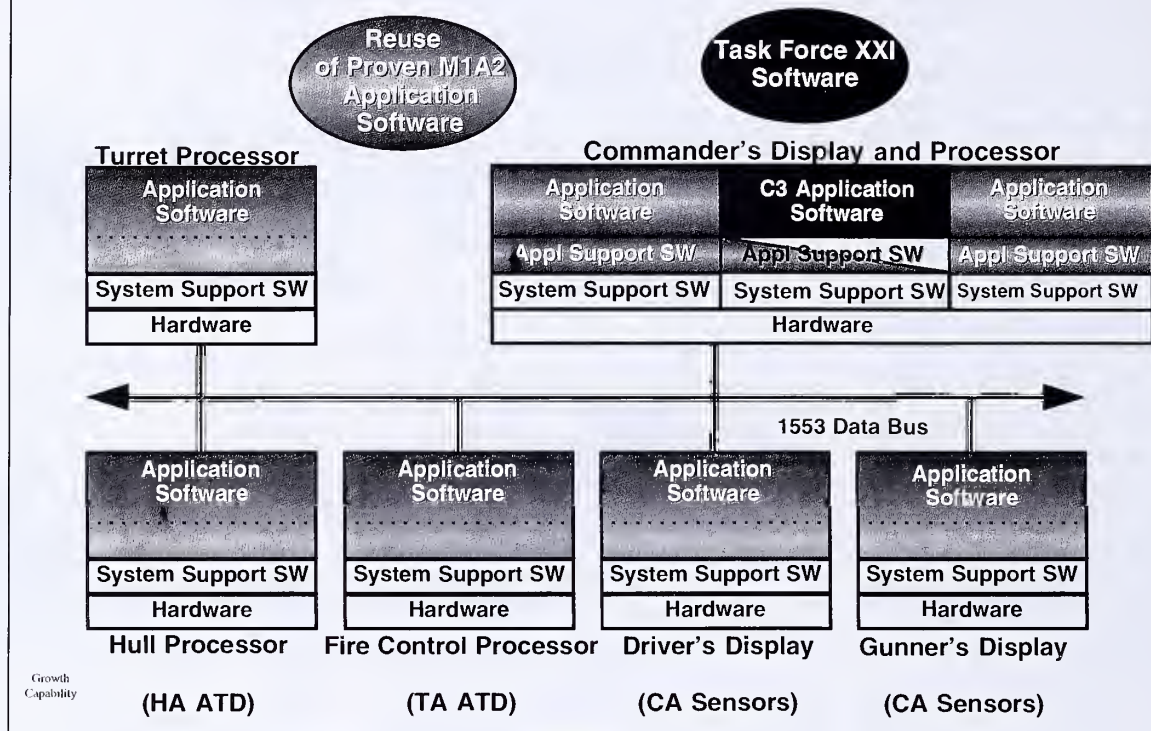 Reuse
of Proven M1A2
Application
Software
Task Force XXI
Software
Turret Processor
Application
Software
System Support SW
Hardware
Commander's Display and Processor
Application
Software
C3 Application
Software
Application
Software
Appl Support SW
Appl Support SW
Appl Support SW
System Support SW
System Support SW
System Support SW
Hardware
1553 Data Bus
Application
Software
System Support SW
Hardware
Hull Processor
Application
Software
System Support SW
Hardware
Fire Control Processor
Application
Software
System Support SW
Hardware
Driver's Display
Application
Software
System Support SW
Hardware
Gunner's Display
Growth
Capability
(HA ATD)
(TA ATD)
(CA Sensors)
(CA Sensors)